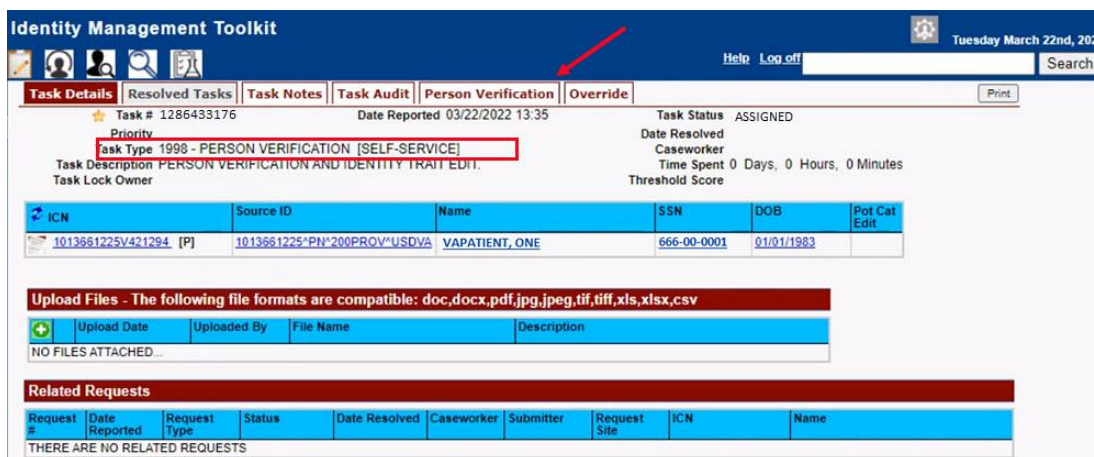 Identity Management Toolkit
Tuesday March 22nd, 202
Help Log off
Search
Task Details Resolved Tasks Task Notes Task Audit Person Verification Override
Print
Task # 1286433176 Date Reported 03/22/2022 13:35 Task Status ASSIGNED
Priority Date Resolved
Task Type 1998 - PERSON VERIFICATION [SELF-SERVICE] Caseworker
Task Description PERSON VERIFICATION AND IDENTITY TRAIT EDIT. Time Spent 0 Days, 0 Hours, 0 Minutes
Task Lock Owner Threshold Score
ICN Source ID Name SSN DOB Pot Cat Edit
1013661225V421294 [P] 1013661225^PN^200PROV^USDVA VAPATIENT, ONE 666-00-0001 01/01/1983
Upload Files - The following file formats are compatible: doc,docx,pdf,jpg,jpeg,tif,tiff,xls,xlsx,csv
Upload Date Uploaded By File Name Description
NO FILES ATTACHED...
Related Requests
Request # Date Reported Request Type Status Date Resolved Caseworker Submitter Request Site ICN Name
THERE ARE NO RELATED REQUESTS